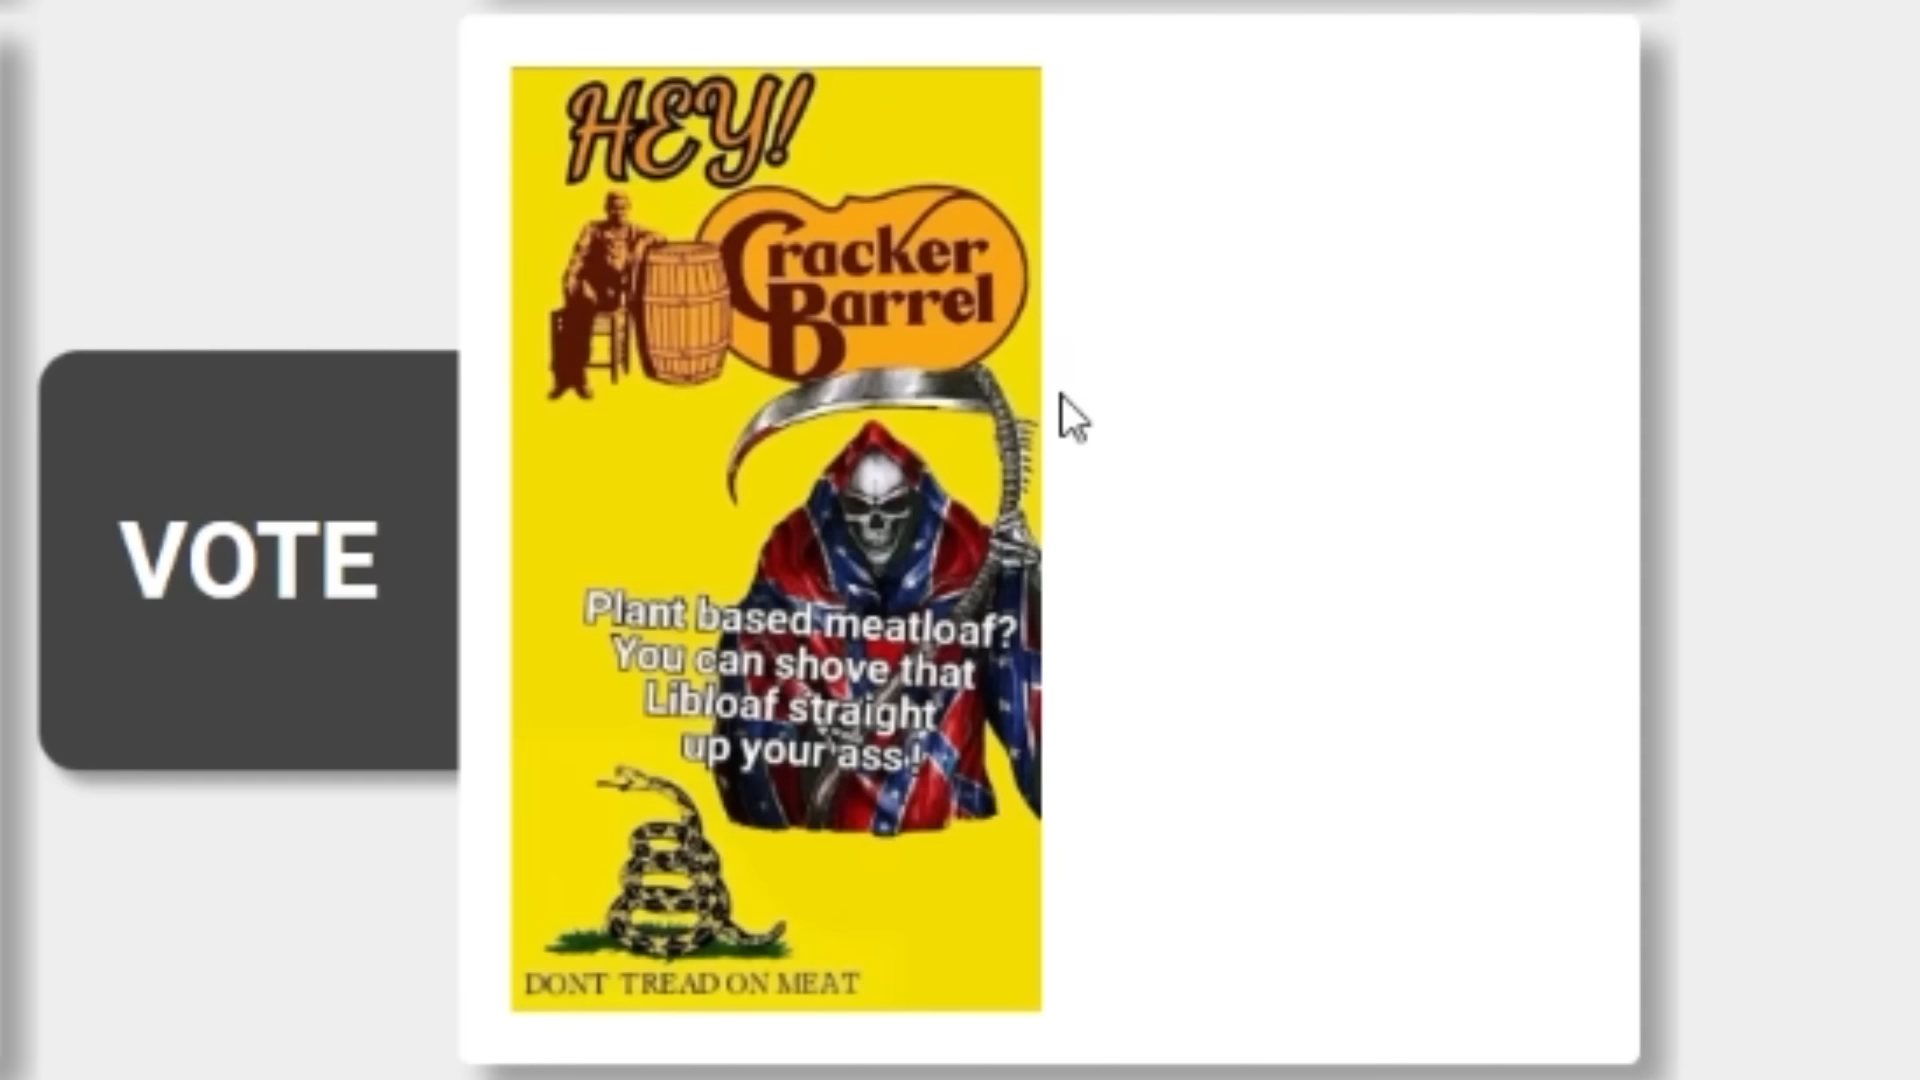 VOTE
HEY!
Cracker
Barrel
Plant based meatloaf?
You can shove that
Libloaf straight
up your ass!
DONT TREAD ON MEAT